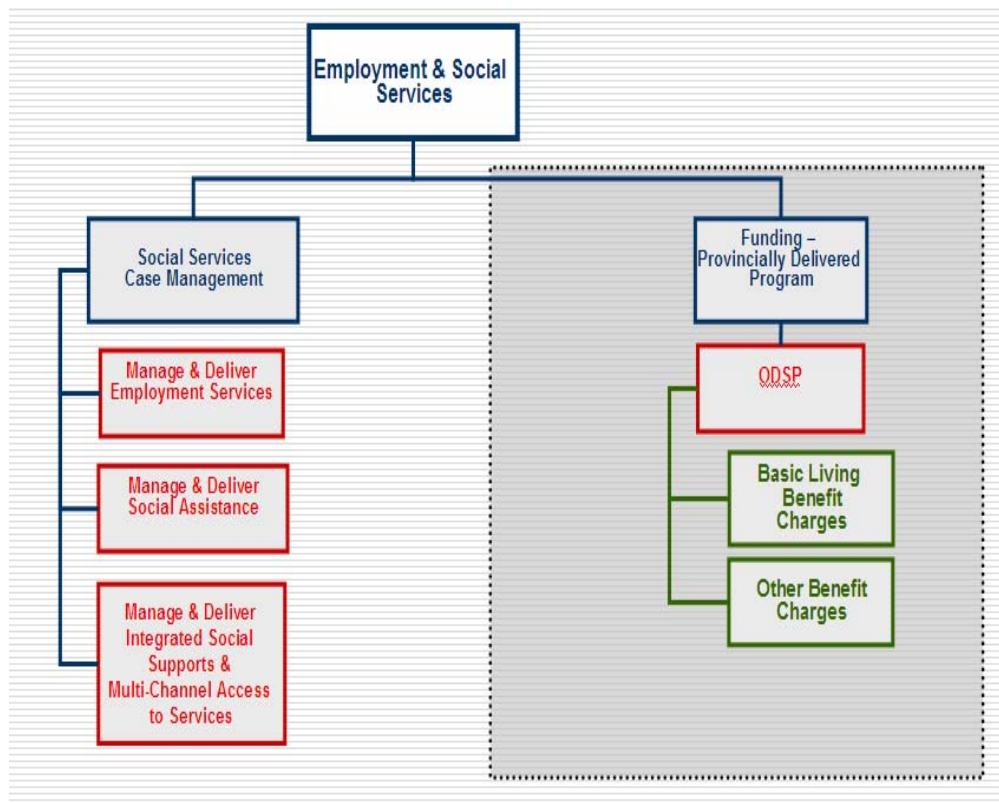 Employment & Social
Services
Social Services
Case Management
Manage & Deliver
Employment Services
Manage & Deliver
Social Assistance
Manage & Deliver
Integrated Social
Supports &
Multi-Channel Access
to Services
Funding –
Provincially Delivered
Program
ODSP
Basic Living
Benefit
Charges
Other Benefit
Charges